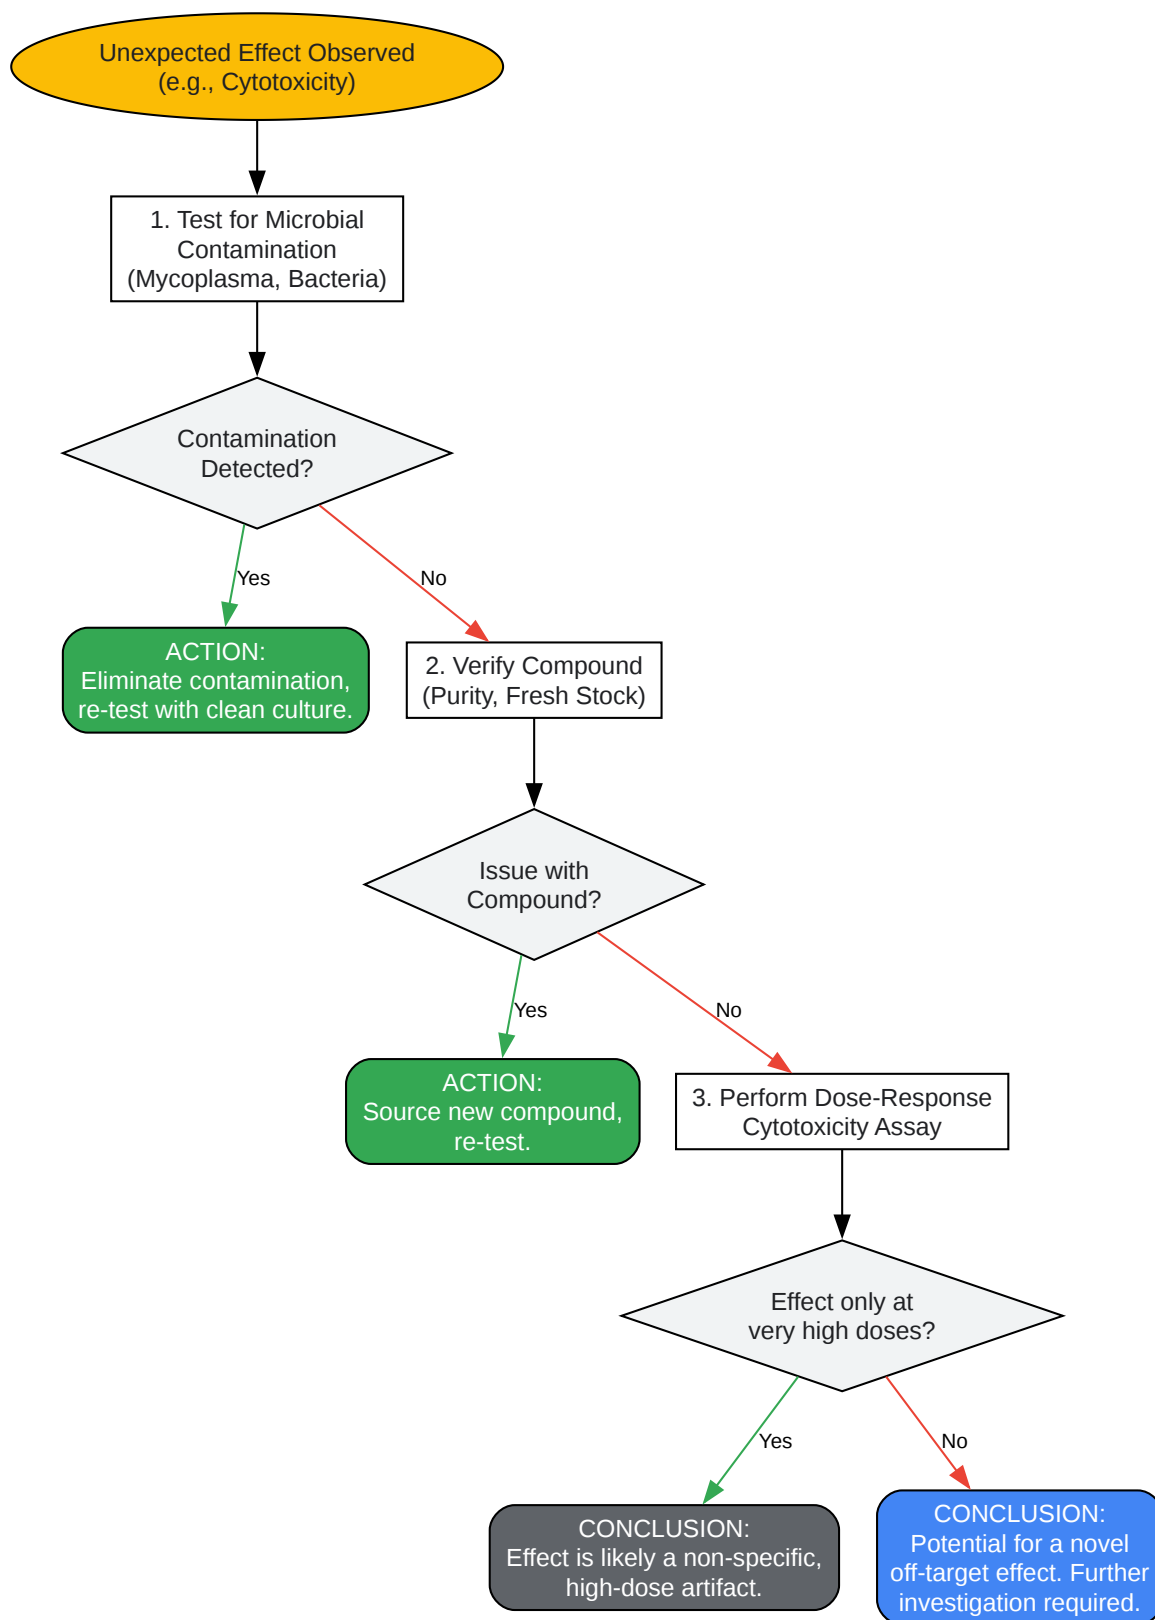 Unexpected Effect Observed
(e.g., Cytotoxicity)
1. Test for Microbial
Contamination
(Mycoplasma, Bacteria)
Contamination
Detected?
Yes
No
ACTION:
Eliminate contamination,
re-test with clean culture.
2. Verify Compound
(Purity, Fresh Stock)
Issue with
Compound?
Yes
No
ACTION:
Source new compound,
re-test.
3. Perform Dose-Response
Cytotoxicity Assay
Effect only at
very high doses?
Yes
No
CONCLUSION:
Effect is likely a non-specific,
high-dose artifact.
CONCLUSION:
Potential for a novel
off-target effect. Further
investigation required.